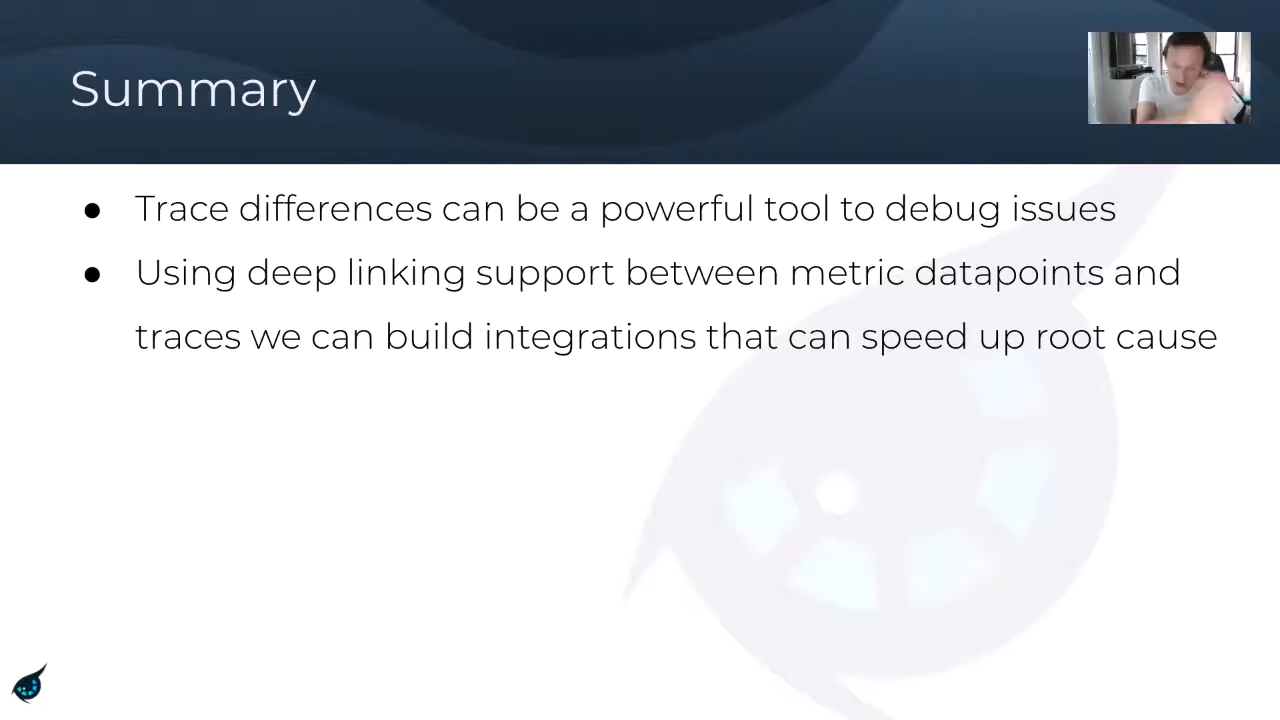 Summary
● Trace differences can be a powerful tool to debug issues
● Using deep linking support between metric datapoints and
traces we can build integrations that can speed up root cause